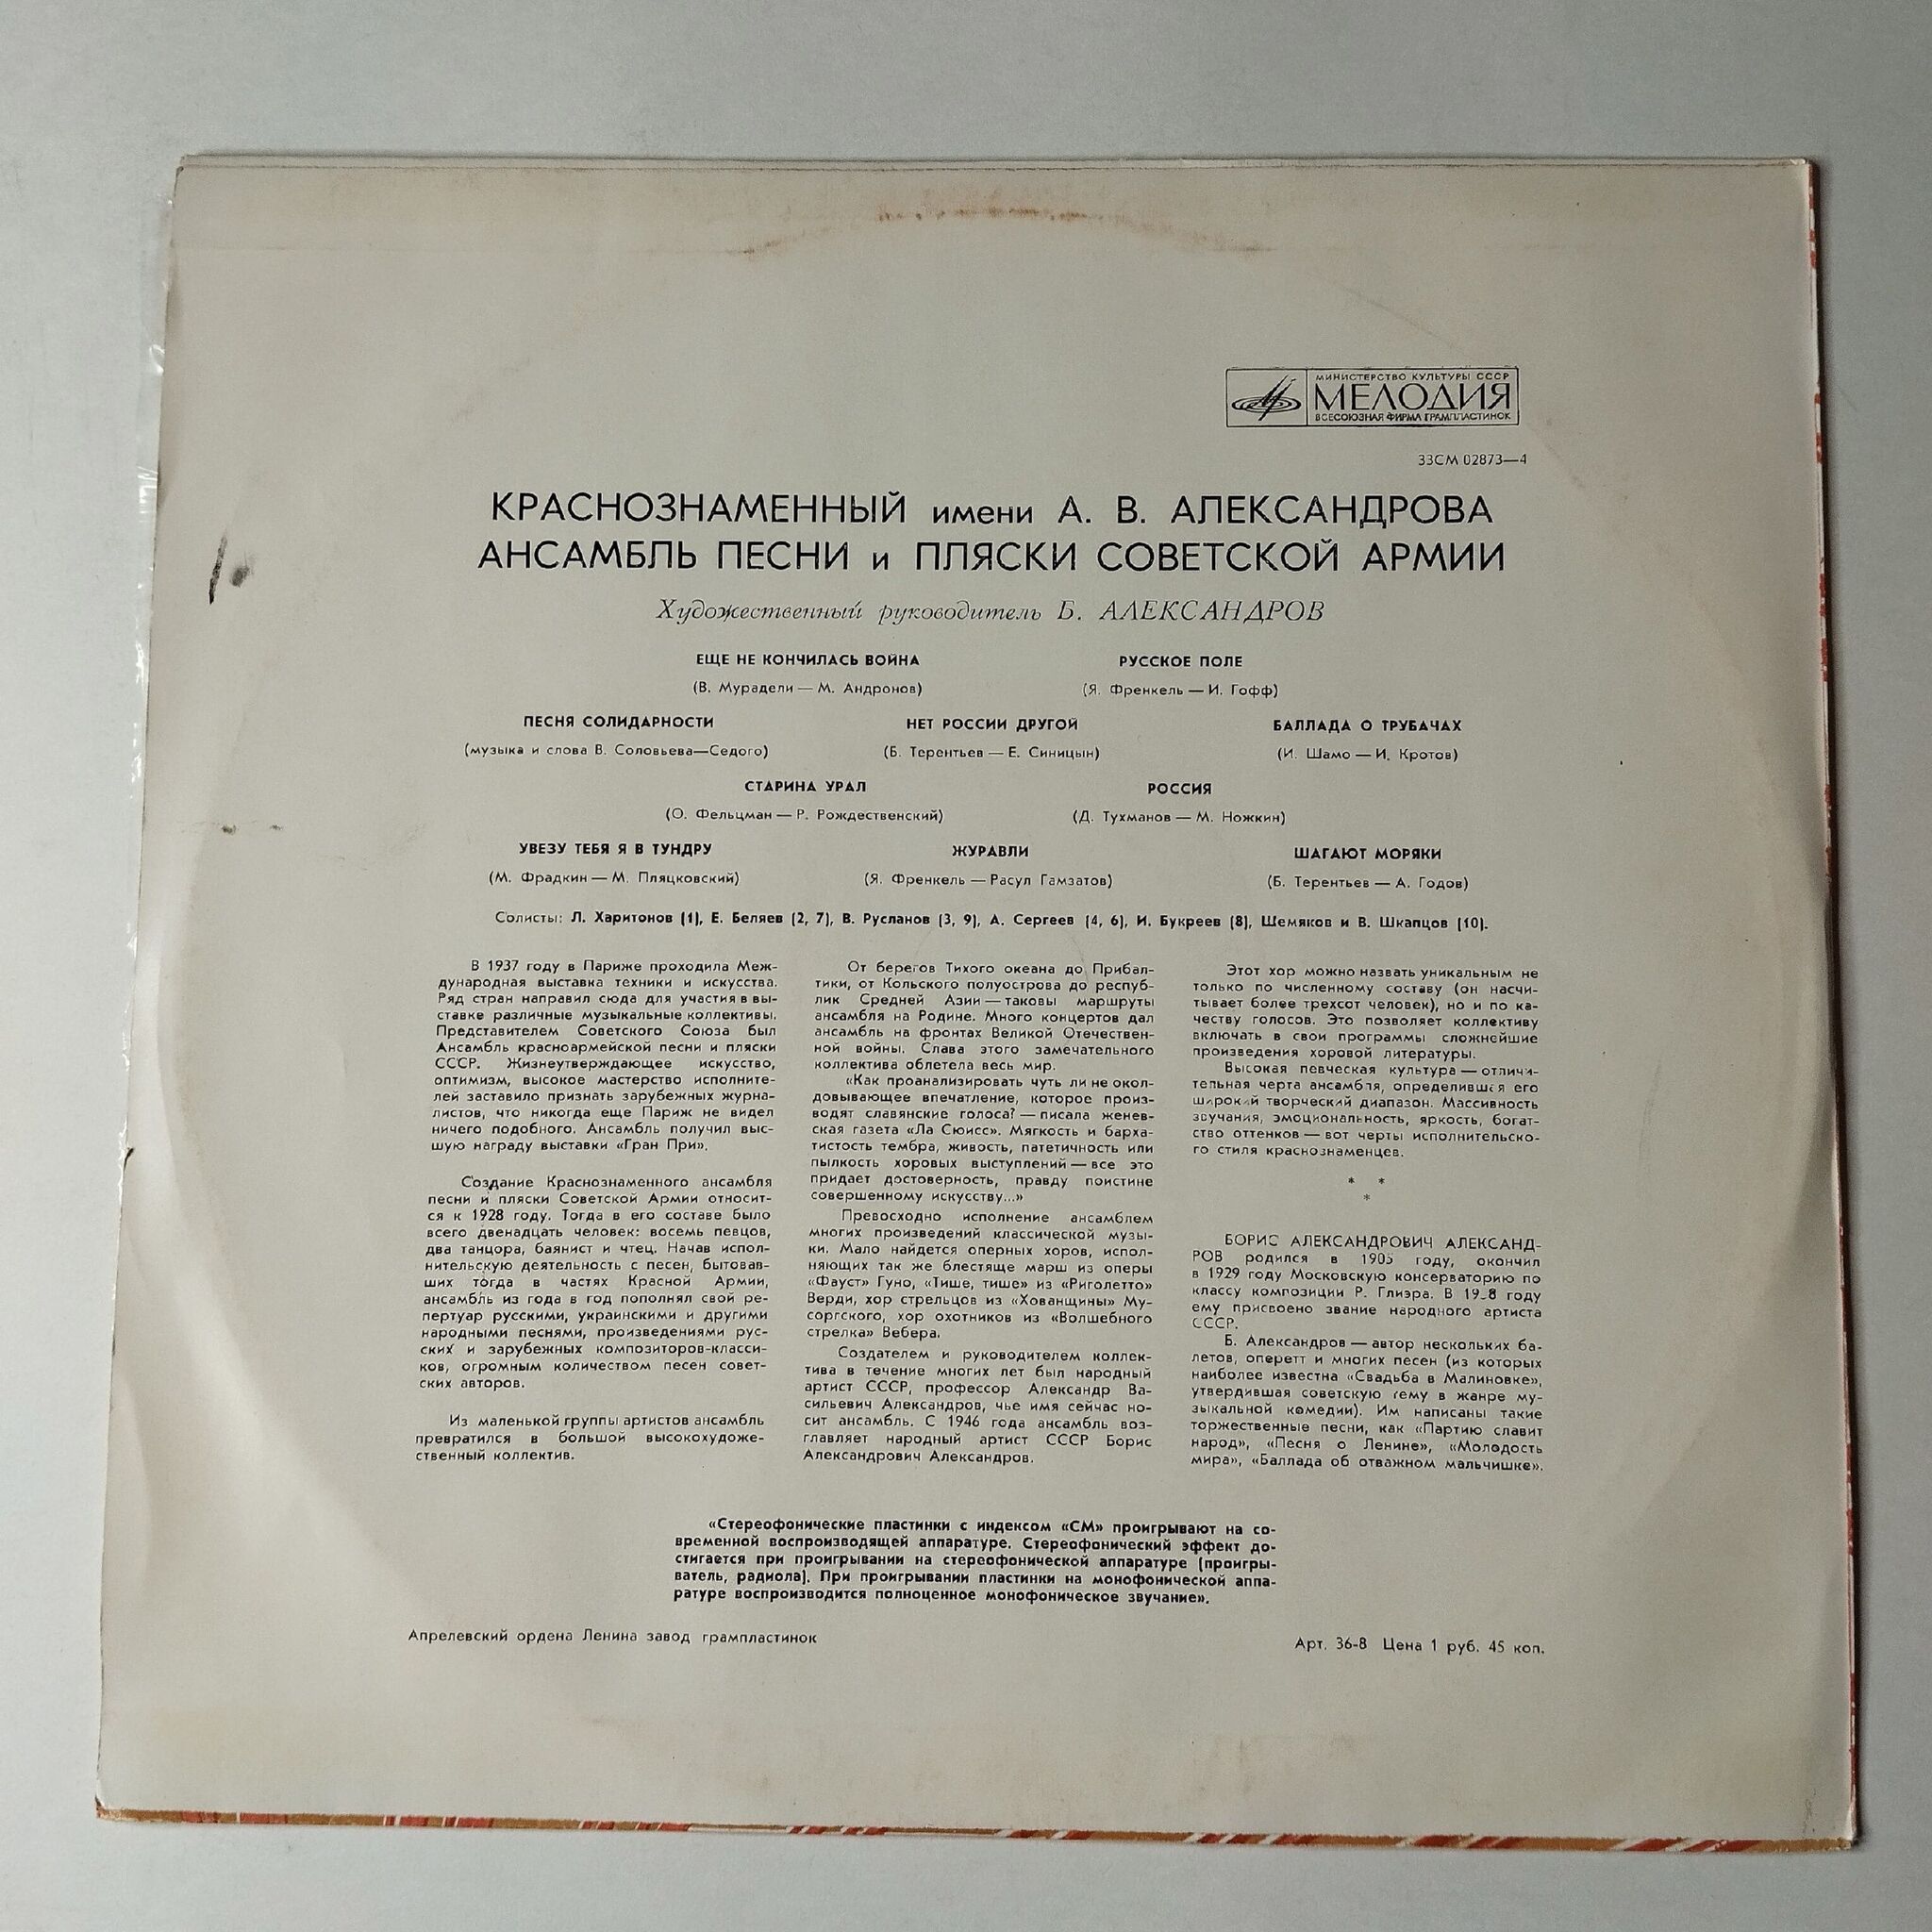 МИНИСТЕРСТВО КУЛЬТУРЫ СССР
МЕЛОДИЯ
ВСЕСОЮЗНАЯ ФИРМА ГРАМПЛАСТИНОК
33СМ 02873—4
КРАСНОЗНАМЕННЫЙ имени А. В. АЛЕКСАНДРОВА
АНСАМБЛЬ ПЕСНИ и ПЛЯСКИ СОВЕТСКОЙ АРМИИ
Художественный руководитель Б. АЛЕКСАНДРОВ
ЕЩЕ НЕ КОНЧИЛАСЬ ВОЙНА
(В. Мурадели — М. Андронов)
РУССКОЕ ПОЛЕ
(Я. Френкель — И. Гофф)
ПЕСНЯ СОЛИДАРНОСТИ
(музыка и слова В. Соловьева—Седого)
НЕТ РОССИИ ДРУГОЙ
(Б. Терентьев — Е. Синицын)
БАЛЛАДА О ТРУБАЧАХ
(И. Шамо — И. Кротов)
СТАРИНА УРАЛ
(О. Фельцман — Р. Рождественский)
РОССИЯ
(Д. Тухманов — М. Ножкин)
УВЕЗУ ТЕБЯ Я В ТУНДРУ
(М. Фрадкин — М. Пляцковский)
ЖУРАВЛИ
(Я. Френкель — Расул Гамзатов)
ШАГАЮТ МОРЯКИ
(Б. Терентьев — А. Годов)
Солисты: Л. Харитонов (1), Е. Беляев (2, 7), В. Русланов (3, 9), А. Сергеев (4, 6), И. Букреев (8), Шемяков и В. Шкапцов (10).
В 1937 году в Париже проходила Меж-
дународная выставка техники и искусства.
Ряд стран направил сюда для участия в вы-
ставке различные музыкальные коллективы.
Представителем Советского Союза был
Ансамбль красноармейской песни и пляски
СССР. Жизнеутверждающее искусство,
оптимизм, высокое мастерство исполните-
лей заставило признать зарубежных журна-
листов, что никогда еще Париж не видел
ничего подобного. Ансамбль получил выс-
шую награду выставки «Гран При».
Создание Краснознаменного ансамбля
песни и пляски Советской Армии относит-
ся к 1928 году. Тогда в его составе было
всего двенадцать человек: восемь певцов,
два танцора, баянист и чтец. Начав испол-
нительскую деятельность с песен, бытовав-
ших тогда в частях Красной Армии,
ансамбль из года в год пополнял свой ре-
пертуар русскими, украинскими и другими
народными песнями, произведениями рус-
ских и зарубежных композиторов-класси-
ков, огромным количеством песен совет-
ских авторов.
Из маленькой группы артистов ансамбль
превратился в большой высокохудоже-
ственный коллектив.
От берегов Тихого океана до Прибал-
тики, от Кольского полуострова до респуб-
лик Средней Азии — таковы маршруты
ансамбля на Родине. Много концертов дал
ансамбль на фронтах Великой Отечествен-
ной войны. Слава этого замечательного
коллектива облетела весь мир.
«Как проанализировать чуть ли не окол-
довывающее впечатление, которое произ-
водят славянские голоса? — писала женев-
ская газета «Ла Сюисс». Мягкость и барха-
тистость тембра, живость, патетичность или
пылкость хоровых выступлений — все это
придает достоверность, правду поистине
совершенному искусству...»
Превосходно исполнение ансамблем
многих произведений классической музы-
ки. Мало найдется оперных хоров, испол-
няющих так же блестяще марш из оперы
«Фауст» Гуно, «Тише, тише» из «Риголетто»
Верди, хор стрельцов из «Хованщины» Му-
соргского, хор охотников из «Волшебного
стрелка» Вебера.
Создателем и руководителем коллек-
тива в течение многих лет был народный
артист СССР, профессор Александр Ва-
сильевич Александров, чье имя сейчас но-
сит ансамбль. С 1946 года ансамбль воз-
главляет народный артист СССР Борис
Александрович Александров.
Этот хор можно назвать уникальным не
только по численному составу (он насчи-
тывает более трехсот человек), но и по ка-
честву голосов. Это позволяет коллективу
включать в свои программы сложнейшие
произведения хоровой литературы.
Высокая певческая культура — отличи-
тельная черта ансамбля, определившая его
широкий творческий диапазон. Массивность
звучания, эмоциональность, яркость, богат-
ство оттенков — вот черты исполнительско-
го стиля краснознаменцев.
* *
*
БОРИС АЛЕКСАНДРОВИЧ АЛЕКСАНД-
РОВ родился в 1905 году, окончил
в 1929 году Московскую консерваторию по
классу композиции Р. Глиэра. В году
ему присвоено звание народного артиста
СССР.
Б. Александров — автор нескольких ба-
летов, оперетт и многих песен (из которых
наиболее известна «Свадьба в Малиновке»,
утвердившая советскую тему в жанре му-
зыкальной комедии). Им написаны такие
торжественные песни, как «Партию славит
народ», «Песня о Ленине», «Молодость
мира», «Баллада об отважном мальчишке».
«Стереофонические пластинки с индексом «СМ» проигрывают на со-
временной воспроизводящей аппаратуре. Стереофонический эффект до-
стигается при проигрывании на стереофонической аппаратуре (проигры-
ватель, радиола). При проигрывании пластинки на монофонической аппа-
ратуре воспроизводится полноценное монофоническое звучание».
Апрелевский ордена Ленина завод грампластинок
Арт. 36-8 Цена 1 руб. 45 коп.